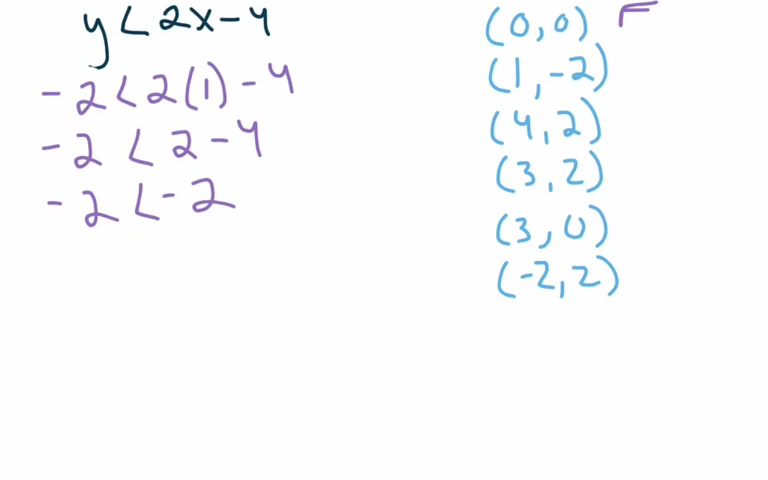 y < 2x - 4
- 2 < 2(1) - 4
- 2 < 2 - 4
- 2 < - 2
(0, 0) F
(1, -2)
(4, 2)
(3, 2)
(3, 0)
(-2, 2)